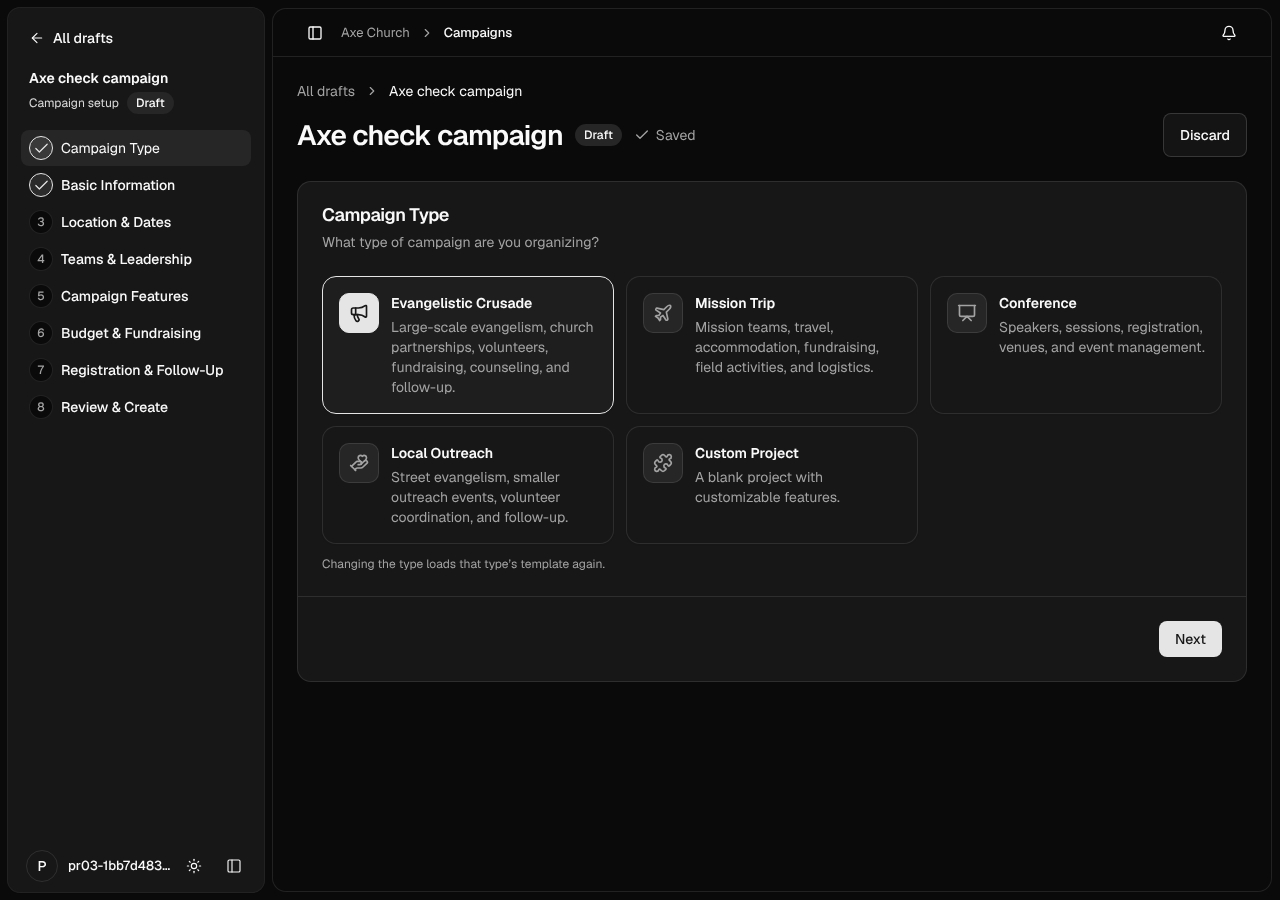 All drafts
Axe check campaign
Campaign setup Draft
Campaign Type
Basic Information
3 Location & Dates
4 Teams & Leadership
5 Campaign Features
6 Budget & Fundraising
7 Registration & Follow-Up
8 Review & Create
P pr03-1bb7d483...
Axe Church > Campaigns
All drafts > Axe check campaign
Axe check campaign Draft Saved
Discard
Campaign Type
What type of campaign are you organizing?
Evangelistic Crusade
Large-scale evangelism, church
partnerships, volunteers,
fundraising, counseling, and
follow-up.
Mission Trip
Mission teams, travel,
accommodation, fundraising,
field activities, and logistics.
Conference
Speakers, sessions, registration,
venues, and event management.
Local Outreach
Street evangelism, smaller
outreach events, volunteer
coordination, and follow-up.
Custom Project
A blank project with
customizable features.
Changing the type loads that type's template again.
Next